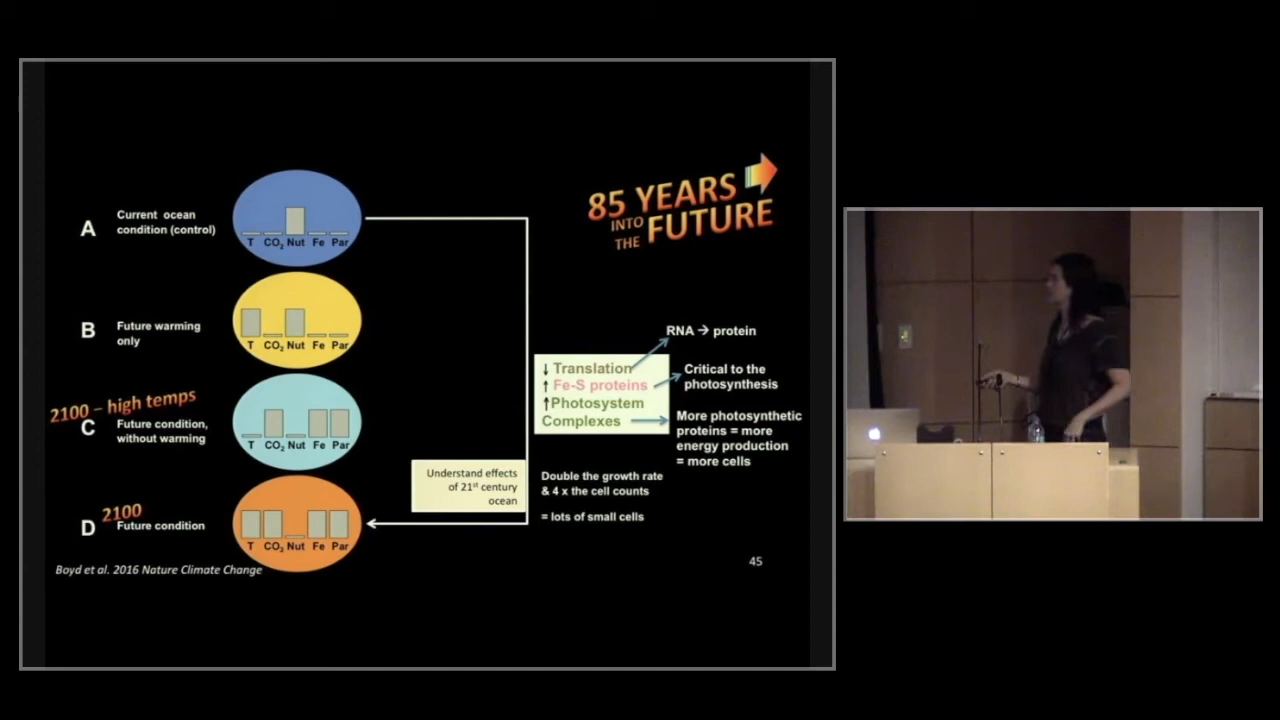 85 YEARS
INTO
THE FUTURE
A
Current ocean
condition (control)
T CO2 Nut Fe Par
B
Future warming
only
T CO2 Nut Fe Par
2100 – high temps
C
Future condition,
without warming
T CO2 Nut Fe Par
2100
D
Future condition
T CO2 Nut Fe Par
Understand effects
of 21st century
ocean
↓ Translation
↑ Fe-S proteins
↑Photosystem
Complexes
RNA → protein
Critical to the
photosynthesis
More photosynthetic
proteins = more
energy production
= more cells
Double the growth rate
& 4 x the cell counts
= lots of small cells
Boyd et al. 2016 Nature Climate Change
45